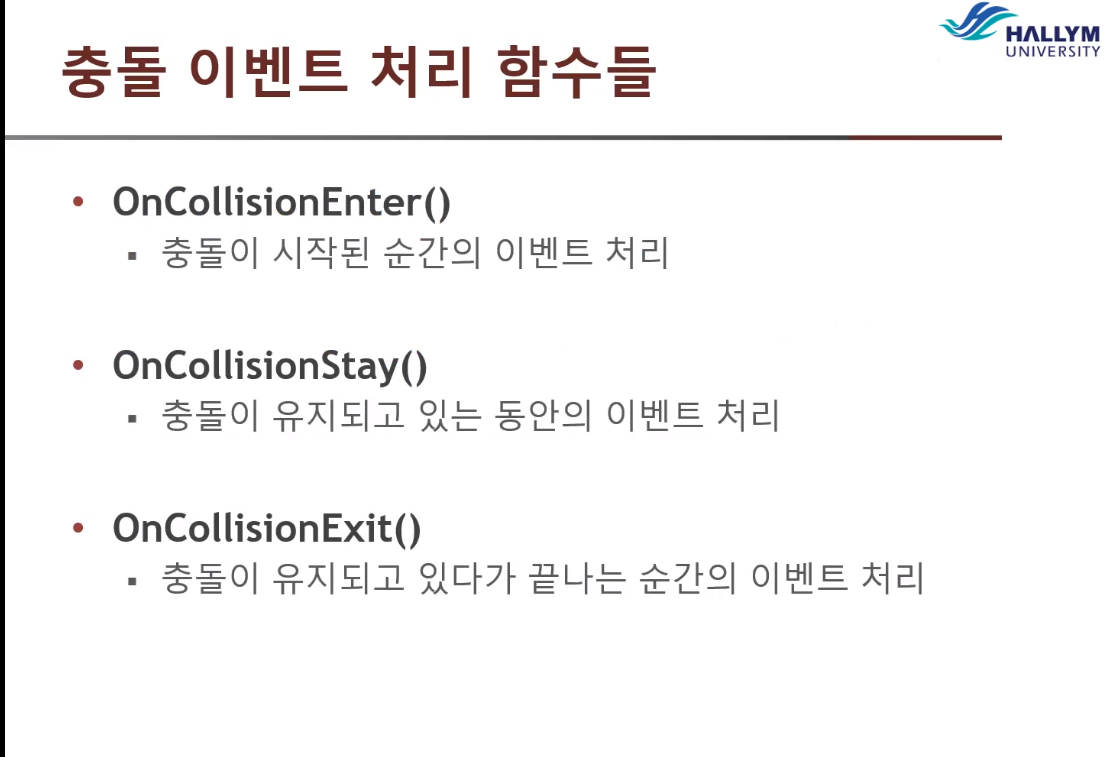 HALLYM
UNIVERSITY
충돌 이벤트 처리 함수들
• OnCollisionEnter()
▪ 충돌이 시작된 순간의 이벤트 처리
• OnCollisionStay()
▪ 충돌이 유지되고 있는 동안의 이벤트 처리
• OnCollisionExit()
▪ 충돌이 유지되고 있다가 끝나는 순간의 이벤트 처리